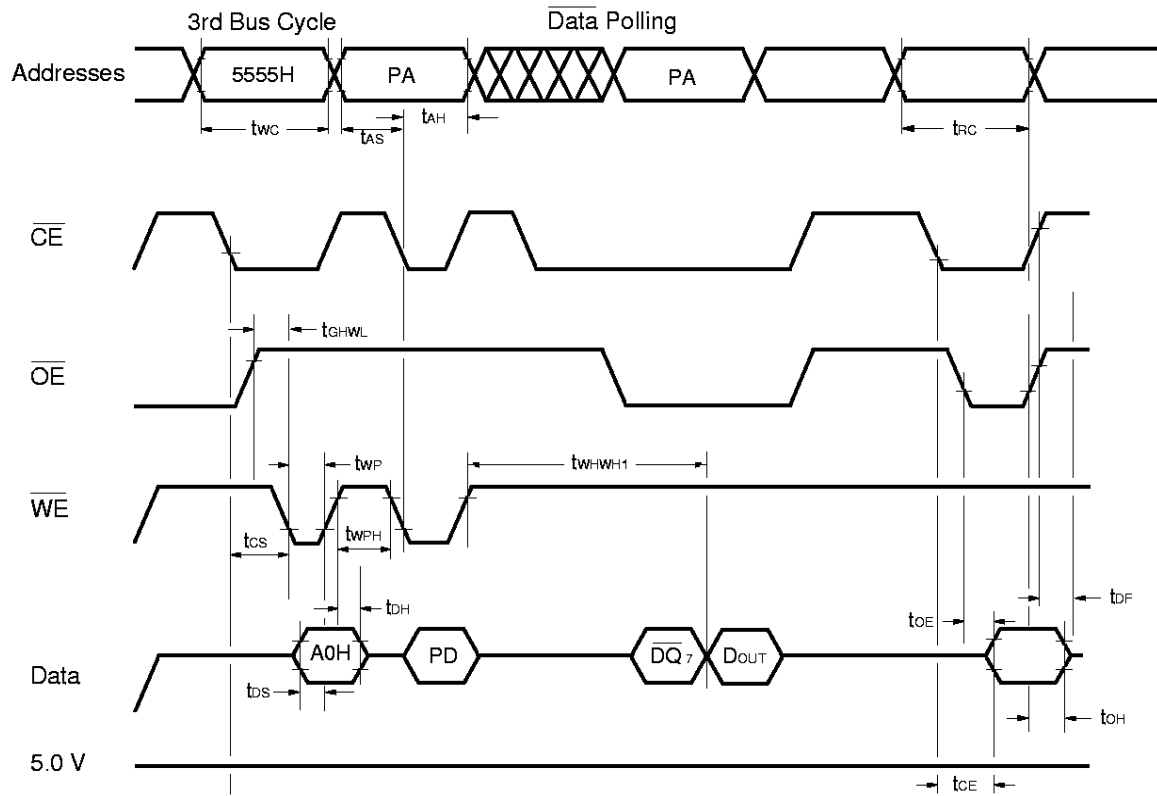 3rd Bus Cycle
Data Polling
Addresses
5555H
PA
PA
tWC
tAS
tAH
tRC
CE
tGHWL
OE
tWP
tWHWH1
WE
tCS
tWPH
tDH
tOE
tDF
Data
A0H
PD
DQ7
DOUT
tDS
tOH
5.0 V
tCE